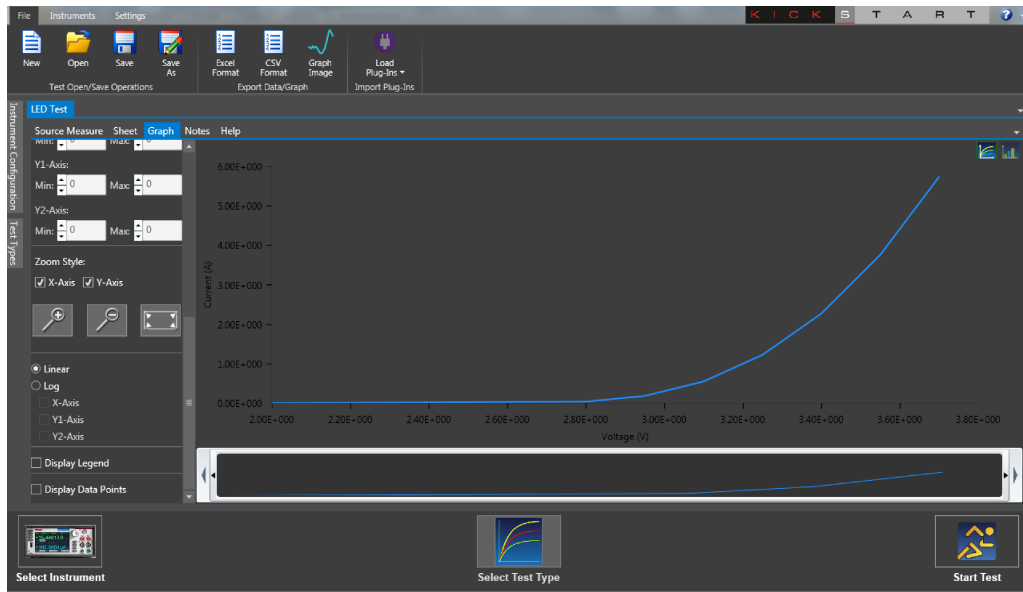 File Instruments Settings K I C K S T A R T ?
New Open Save Save As Excel Format CSV Format Graph Image Load Plug-Ins
Test Open/Save Operations Export Data/Graph Import Plug-Ins
Instrument Configuration
Test Types
LED Test
Source Measure Sheet Graph Notes Help
Min: 0 Max: 0
Y1-Axis:
Min: 0 Max: 0
Y2-Axis:
Min: 0 Max: 0
Zoom Style:
X-Axis Y-Axis
Linear
Log
X-Axis
Y1-Axis
Y2-Axis
Display Legend
Display Data Points
6.00E+000
5.00E+000
4.00E+000
3.00E+000
2.00E+000
1.00E+000
0.00E+000
Current (A)
2.00E+000 2.20E+000 2.40E+000 2.60E+000 2.80E+000 3.00E+000 3.20E+000 3.40E+000 3.60E+000 3.80E+000
Voltage (V)
Select Instrument Select Test Type Start Test